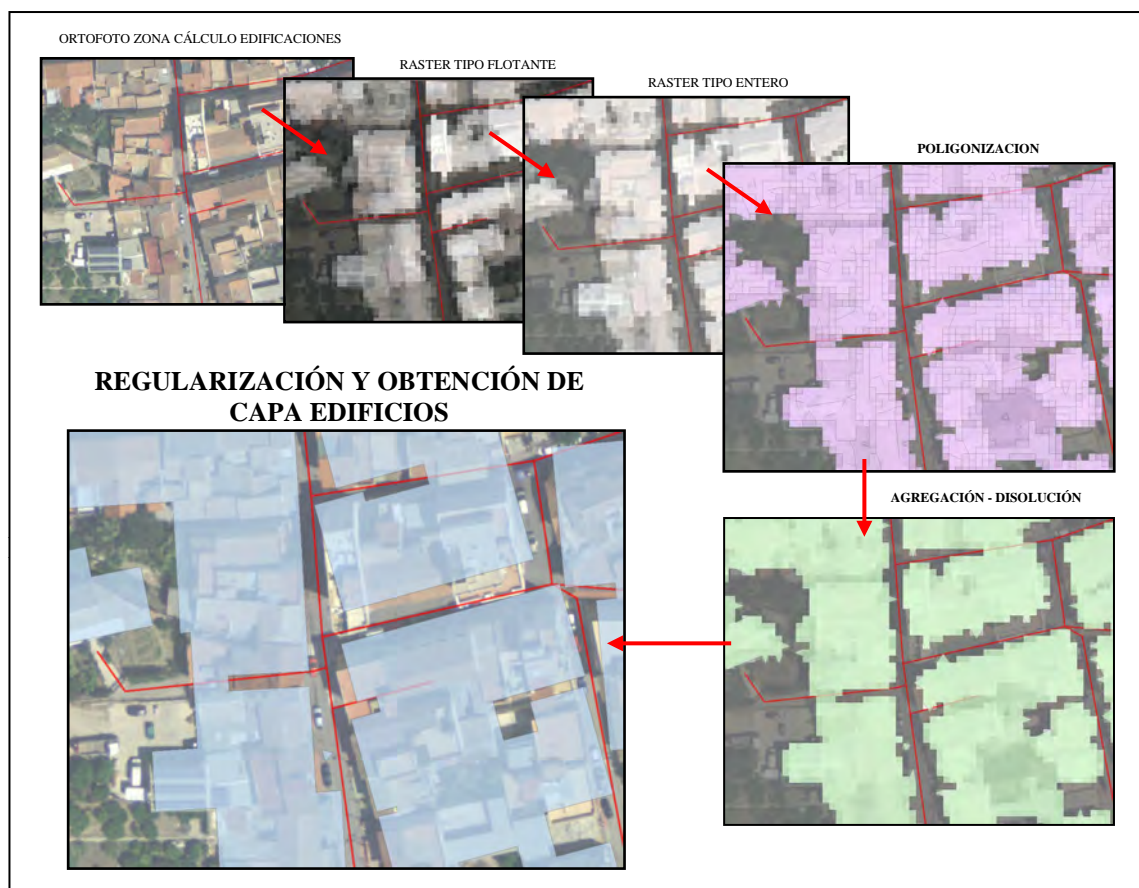 ORTOFOTO ZONA CÁLCULO EDIFICACIONES
RASTER TIPO FLOTANTE
RASTER TIPO ENTERO
POLIGONIZACION
REGULARIZACIÓN Y OBTENCIÓN DE
CAPA EDIFICIOS
AGREGACIÓN - DISOLUCIÓN